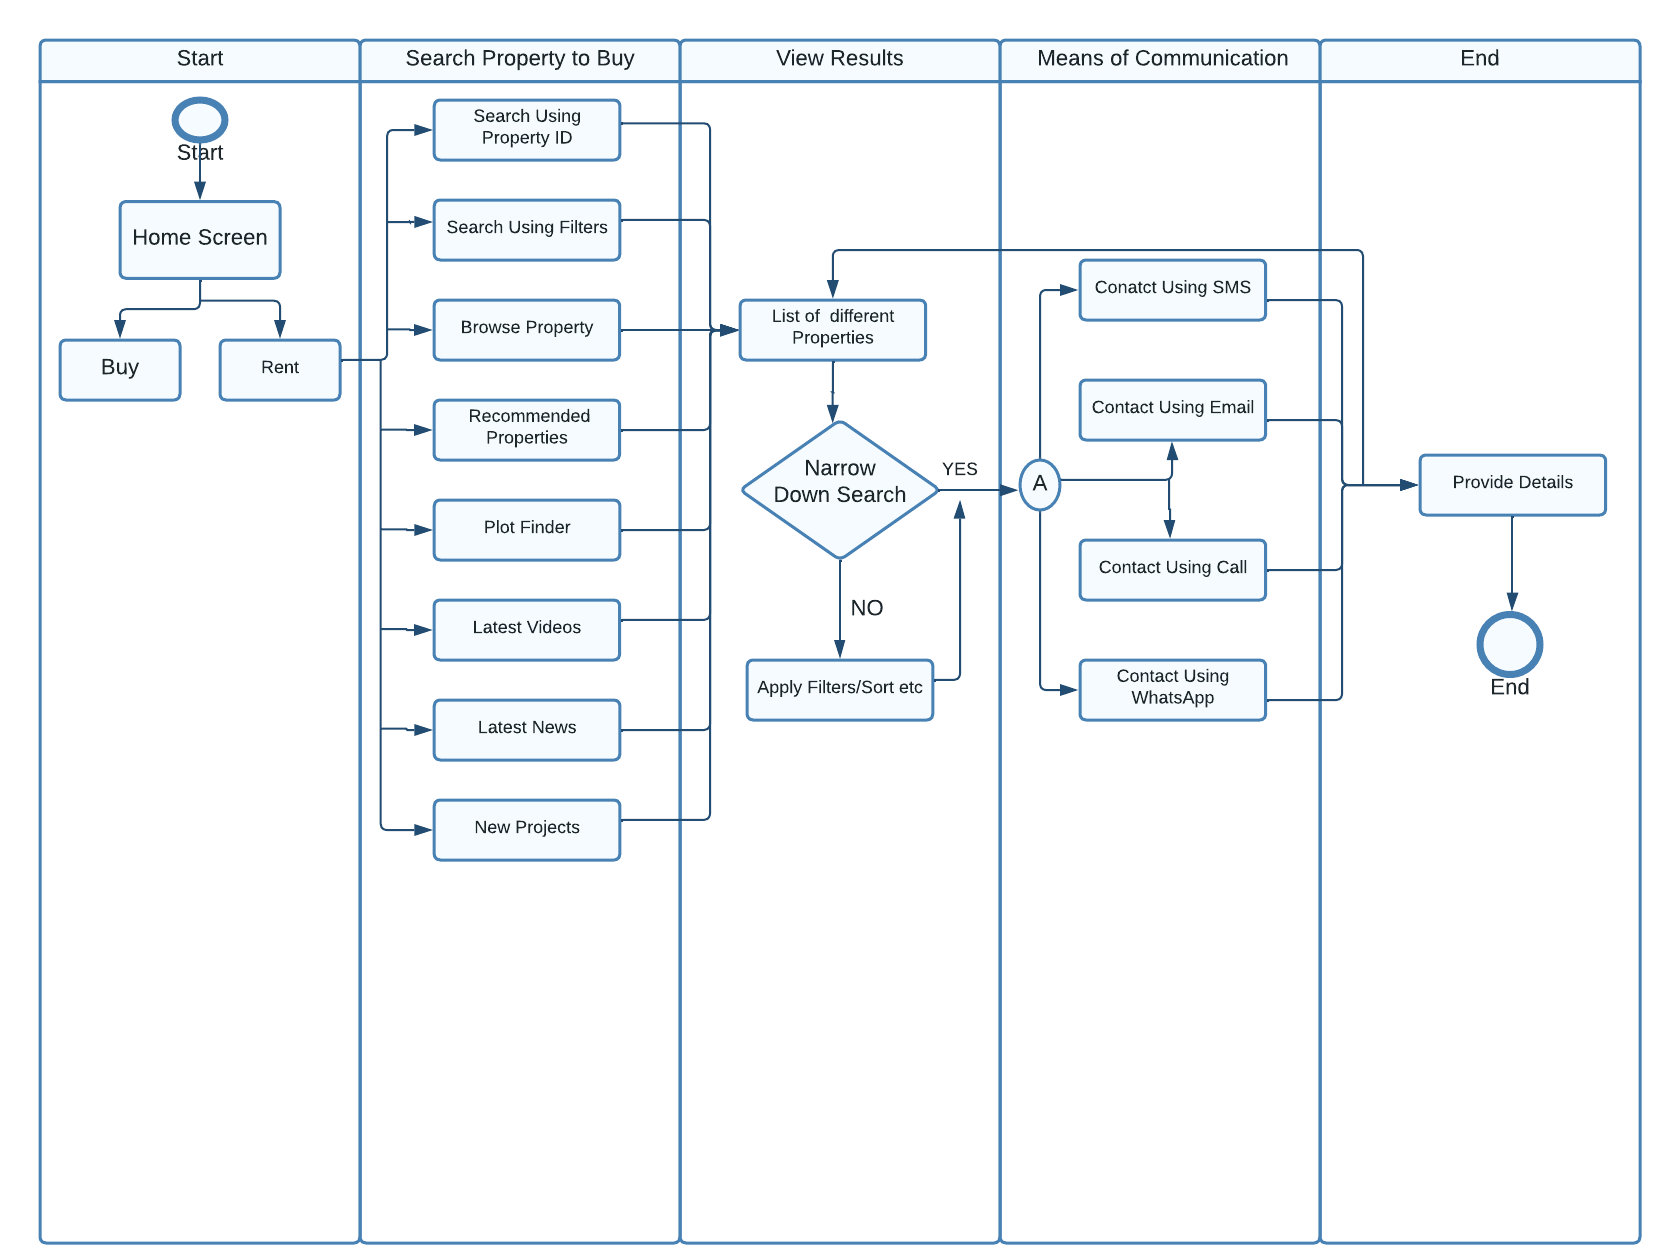 Start
Search Property to Buy
View Results
Means of Communication
End
Start
Home Screen
Buy
Rent
Search Using
Property ID
Search Using Filters
Browse Property
Recommended
Properties
Plot Finder
Latest Videos
Latest News
New Projects
List of  different
Properties
Narrow
Down Search
YES
NO
Apply Filters/Sort etc
A
Conatct Using SMS
Contact Using Email
Contact Using Call
Contact Using
WhatsApp
Provide Details
End